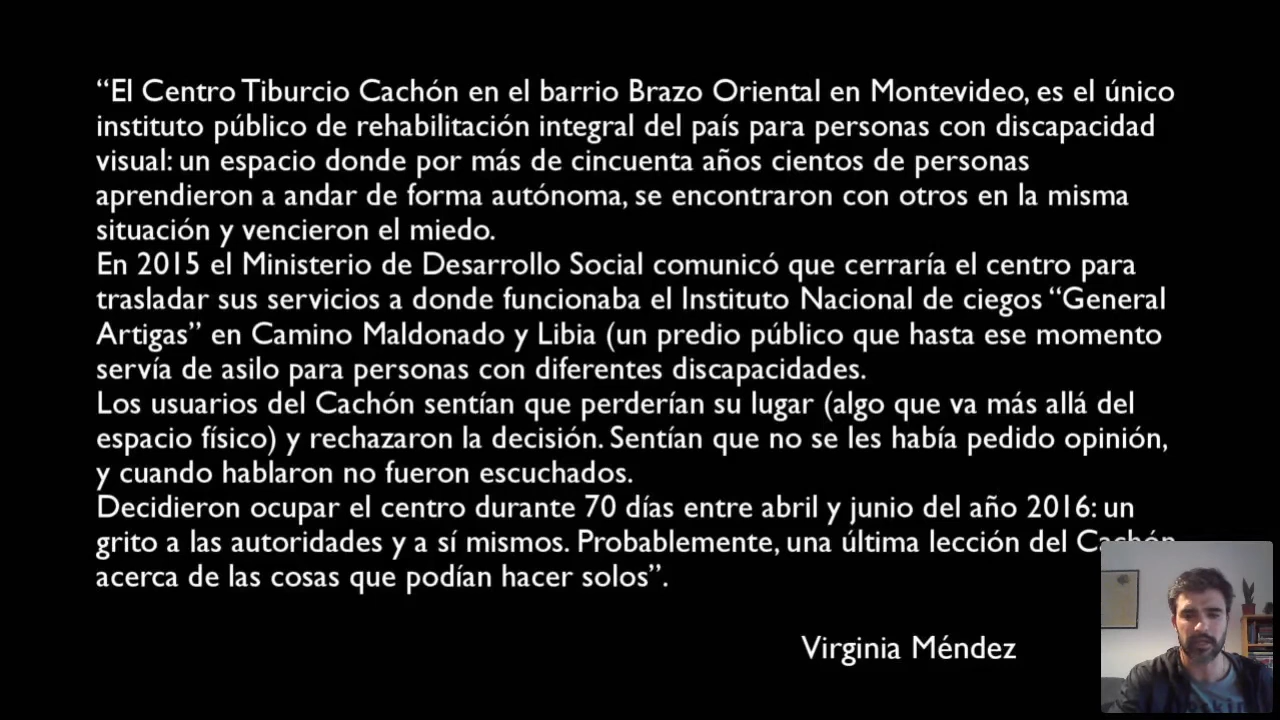 “El Centro Tiburcio Cachón en el barrio Brazo Oriental en Montevideo, es el único
instituto público de rehabilitación integral del país para personas con discapacidad
visual: un espacio donde por más de cincuenta años cientos de personas
aprendieron a andar de forma autónoma, se encontraron con otros en la misma
situación y vencieron el miedo.
En 2015 el Ministerio de Desarrollo Social comunicó que cerraría el centro para
trasladar sus servicios a donde funcionaba el Instituto Nacional de ciegos “General
Artigas” en Camino Maldonado y Libia (un predio público que hasta ese momento
servía de asilo para personas con diferentes discapacidades.
Los usuarios del Cachón sentían que perderían su lugar (algo que va más allá del
espacio físico) y rechazaron la decisión. Sentían que no se les había pedido opinión,
y cuando hablaron no fueron escuchados.
Decidieron ocupar el centro durante 70 días entre abril y junio del año 2016: un
grito a las autoridades y a sí mismos. Probablemente, una última lección del Cachón
acerca de las cosas que podían hacer solos”.
Virginia Méndez